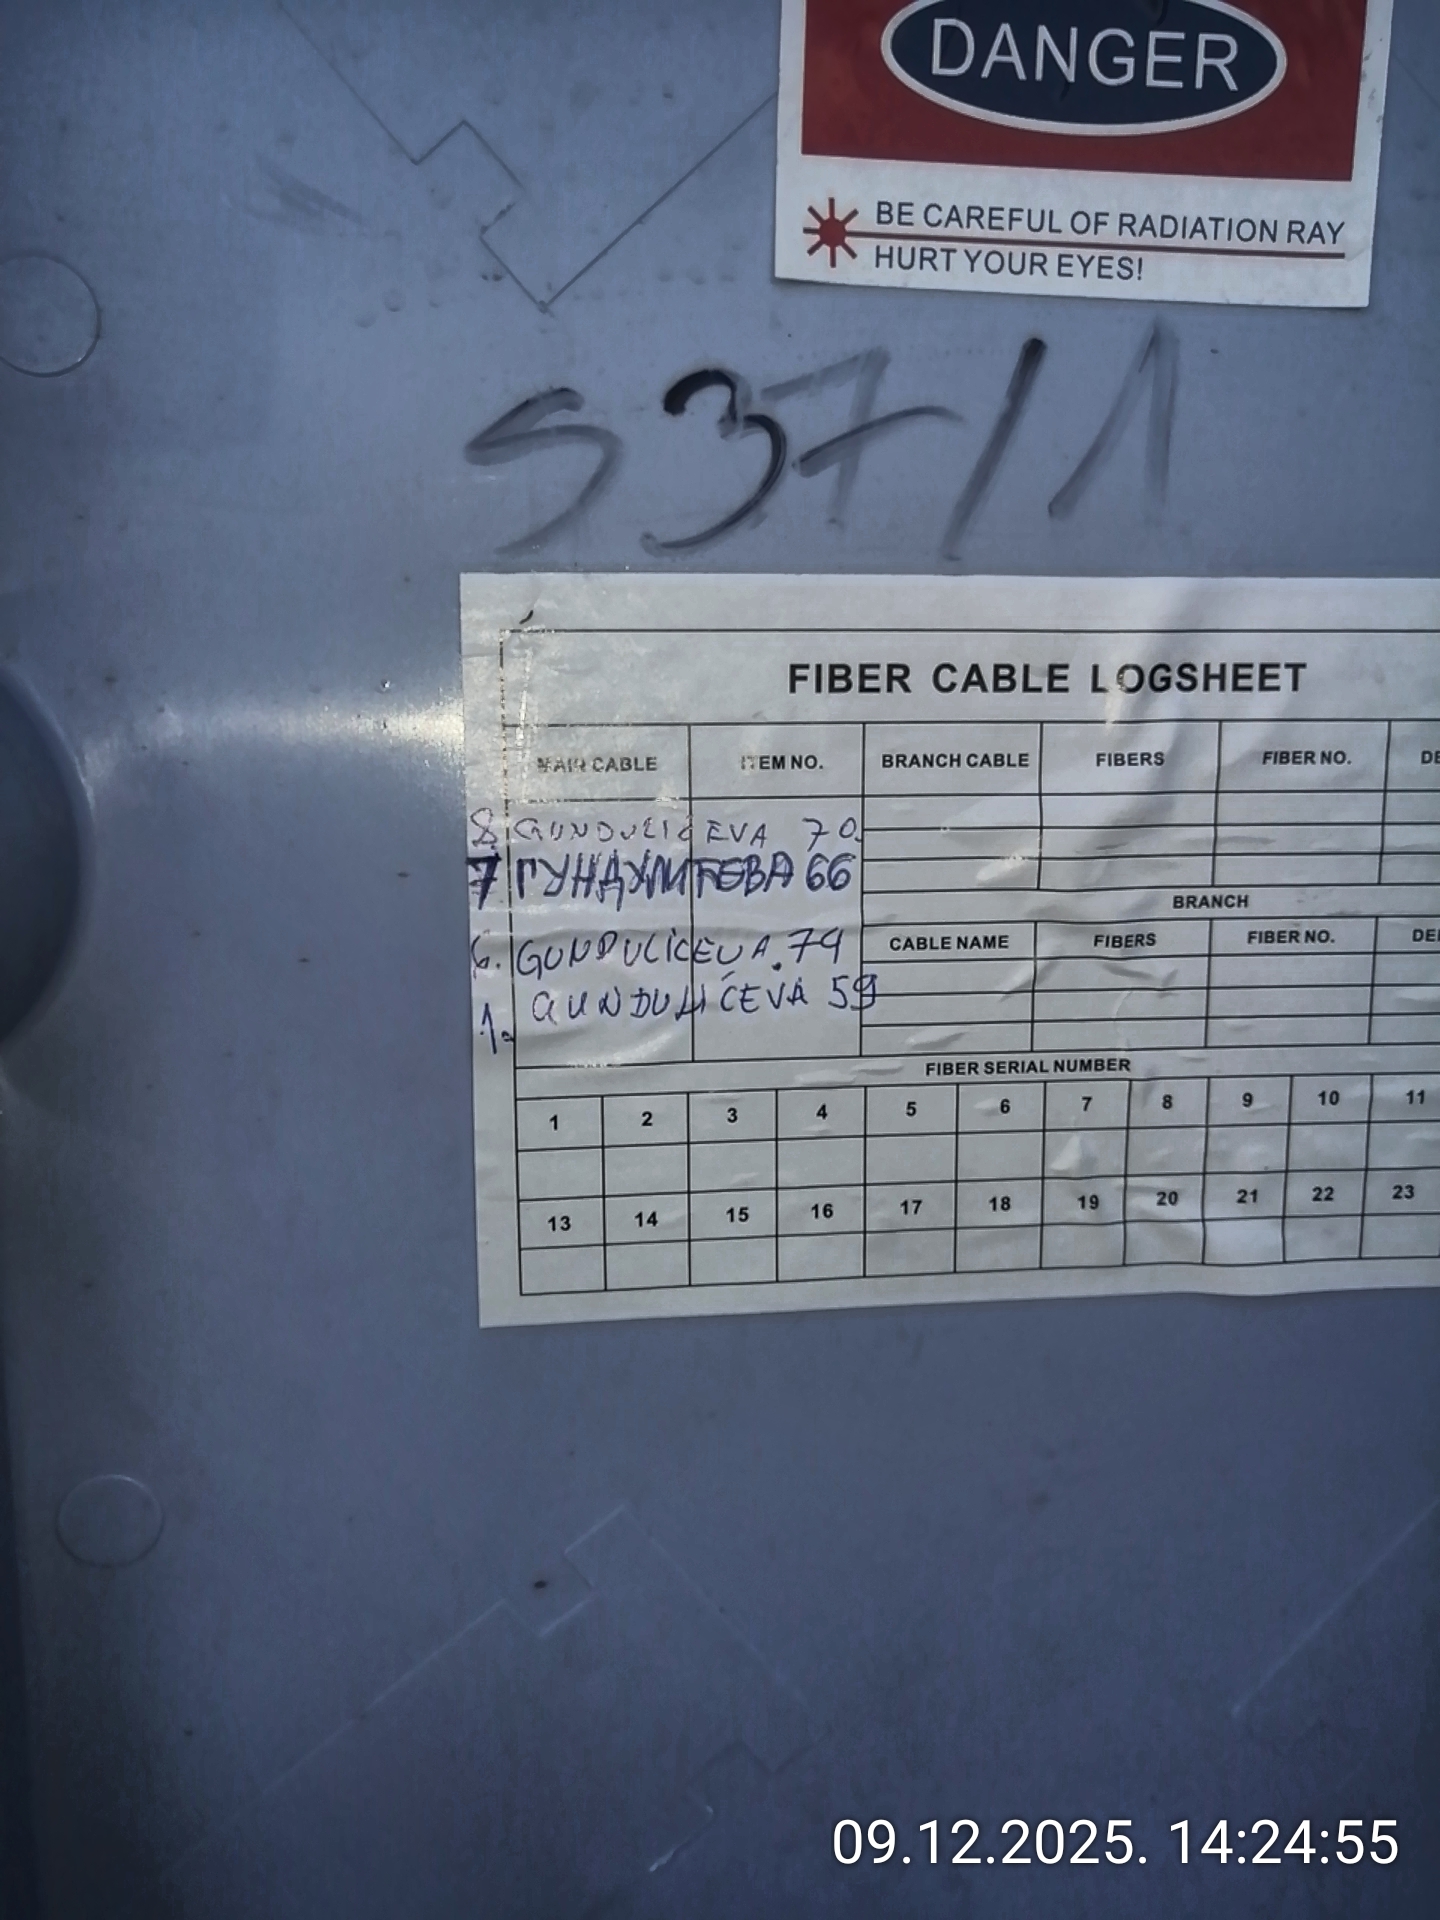 DANGER
BE CAREFUL OF RADIATION RAY
HURT YOUR EYES!
S37/1
FIBER CABLE LOGSHEET
MAIN CABLE ITEM NO. BRANCH CABLE FIBERS FIBER NO. DE
8. GUNDULIĆEVA 70
7 ГУНДУЛИЋЕВА 66
BRANCH
6. GUNDULICEVA 74
CABLE NAME FIBERS FIBER NO. DE
1. GUNDULIĆEVA 59
FIBER SERIAL NUMBER
1 2 3 4 5 6 7 8 9 10 11
13 14 15 16 17 18 19 20 21 22 23
09.12.2025. 14:24:55